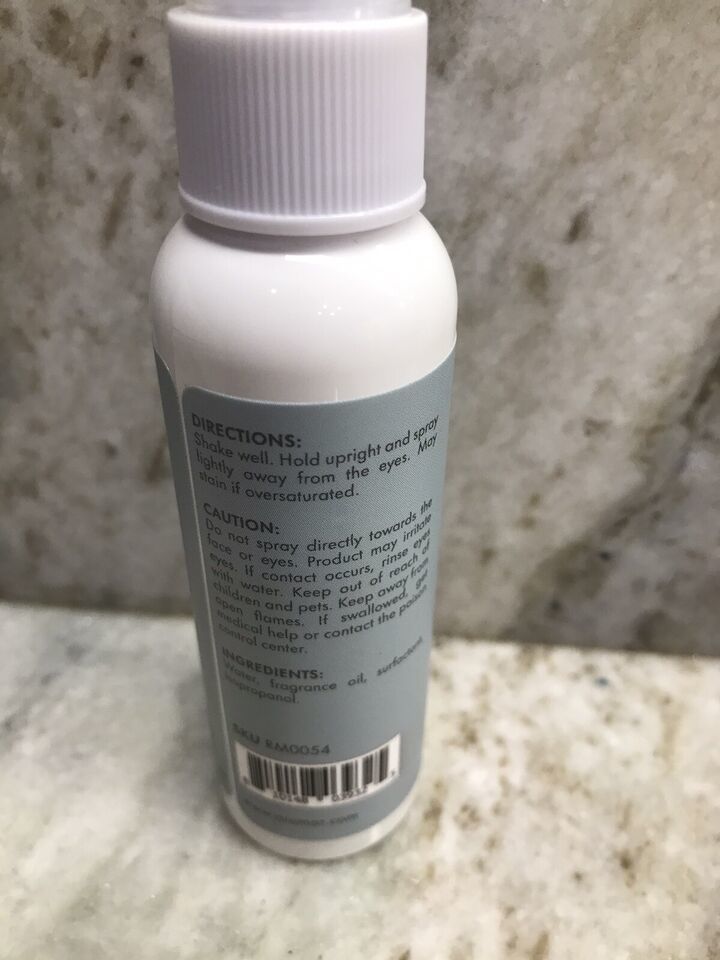 DIRECTIONS:
Shake well. Hold upright and spray
lightly away from the eyes. May
stain if oversaturated.
CAUTION:
Do not spray directly towards the
face or eyes. Product may irritate
eyes. If contact occurs, rinse eyes
with water. Keep out of reach of
children and pets. Keep away from
open flames. If swallowed, get
medical help or contact the poison
control center.
INGREDIENTS:
Water, fragrance oil, surfactant,
isopropanol.
SKU RM0054